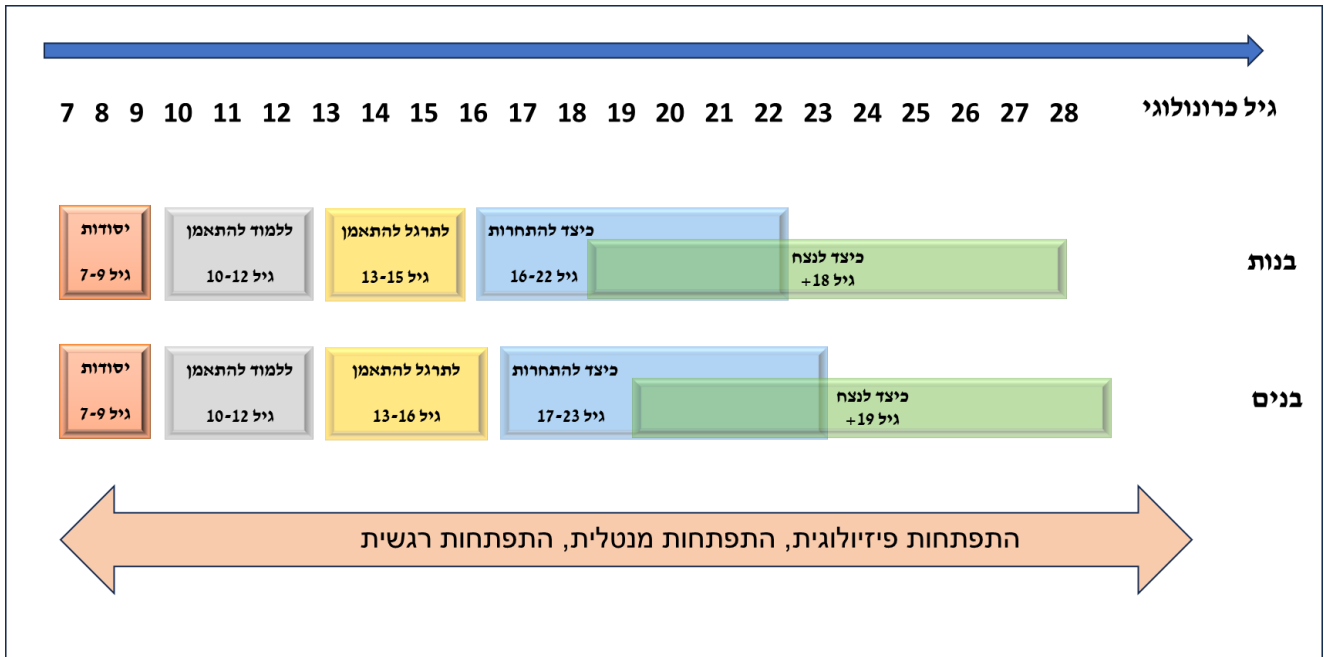 7 8 9 10 11 12 13 14 15 16 17 18 19 20 21 22 23 24 25 26 27 28
גיל כרונולוגי
בנות
יסודות
גיל 7-9
ללמוד להתאמן
גיל 10-12
לתרגל להתאמן
גיל 13-15
כיצד להתחרות
גיל 16-22
כיצד לנצח
גיל 18+
בנים
יסודות
גיל 7-9
ללמוד להתאמן
גיל 10-12
לתרגל להתאמן
גיל 13-16
כיצד להתחרות
גיל 17-23
כיצד לנצח
גיל 19+
התפתחות פיזיולוגית, התפתחות מנטלית, התפתחות רגשית